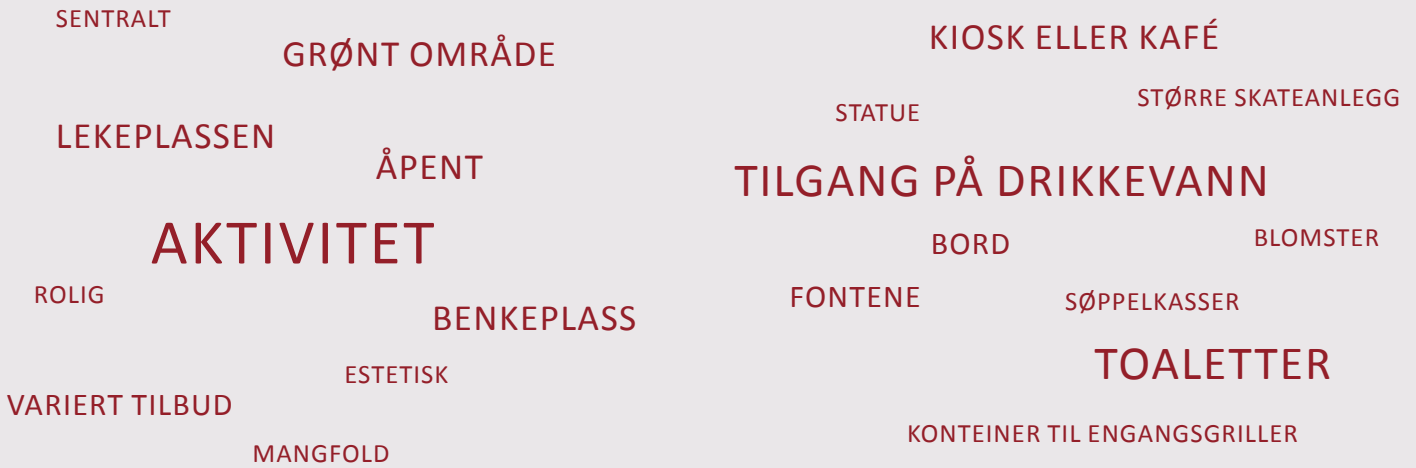 SENTRALT
GRØNT OMRÅDE
LEKEPLASSEN
ÅPENT
AKTIVITET
ROLIG
BENKEPLASS
ESTETISK
VARIERT TILBUD
MANGFOLD
KIOSK ELLER KAFÉ
STØRRE SKATEANLEGG
STATUE
TILGANG PÅ DRIKKEVANN
BORD
BLOMSTER
FONTENE
SØPPELKASSER
TOALETTER
KONTEINER TIL ENGANGSGRILLER